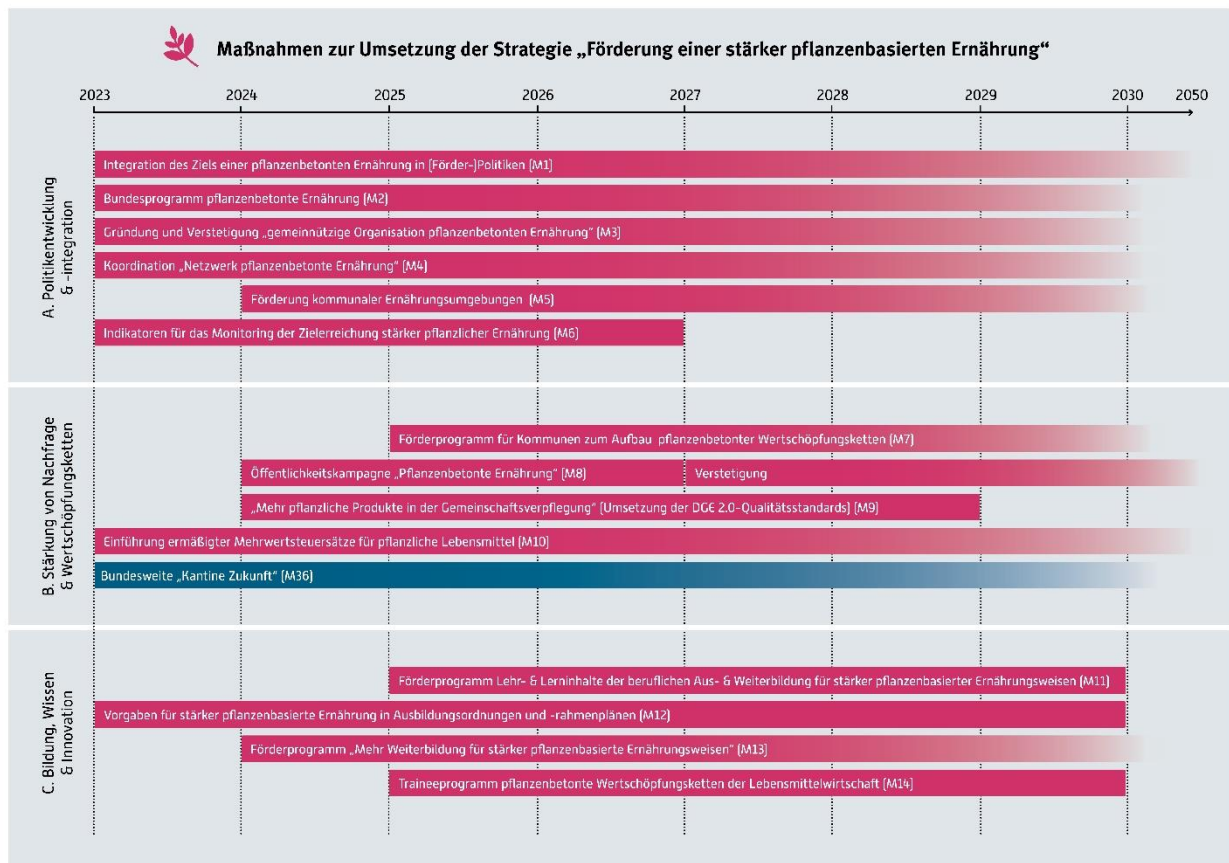 Maßnahmen zur Umsetzung der Strategie „Förderung einer stärker pflanzenbasierten Ernährung“
2023 2024 2025 2026 2027 2028 2029 2030 2050
A. Politikentwicklung
& -integration
Integration des Ziels einer pflanzenbetonten Ernährung in (Förder-)Politiken (M1)
Bundesprogramm pflanzenbetonte Ernährung (M2)
Gründung und Verstetigung „gemeinnützige Organisation pflanzenbetonten Ernährung“ (M3)
Koordination „Netzwerk pflanzenbetonte Ernährung“ (M4)
Förderung kommunaler Ernährungsumgebungen (M5)
Indikatoren für das Monitoring der Zielerreichung stärker pflanzlicher Ernährung (M6)
B. Stärkung von Nachfrage
& Wertschöpfungsketten
Förderprogramm für Kommunen zum Aufbau pflanzenbetonter Wertschöpfungsketten (M7)
Öffentlichkeitskampagne „Pflanzenbetonte Ernährung“ (M8) Verstetigung
„Mehr pflanzliche Produkte in der Gemeinschaftsverpflegung“ (Umsetzung der DGE 2.0-Qualitätsstandards) (M9)
Einführung ermäßigter Mehrwertsteuersätze für pflanzliche Lebensmittel (M10)
Bundesweite „Kantine Zukunft“ (M36)
C. Bildung, Wissen
& Innovation
Förderprogramm Lehr- & Lerninhalte der beruflichen Aus- & Weiterbildung für stärker pflanzenbasierter Ernährungsweisen (M11)
Vorgaben für stärker pflanzenbasierte Ernährung in Ausbildungsordnungen und -rahmenplänen (M12)
Förderprogramm „Mehr Weiterbildung für stärker pflanzenbasierte Ernährungsweisen“ (M13)
Traineeprogramm pflanzenbetonte Wertschöpfungsketten der Lebensmittelwirtschaft (M14)